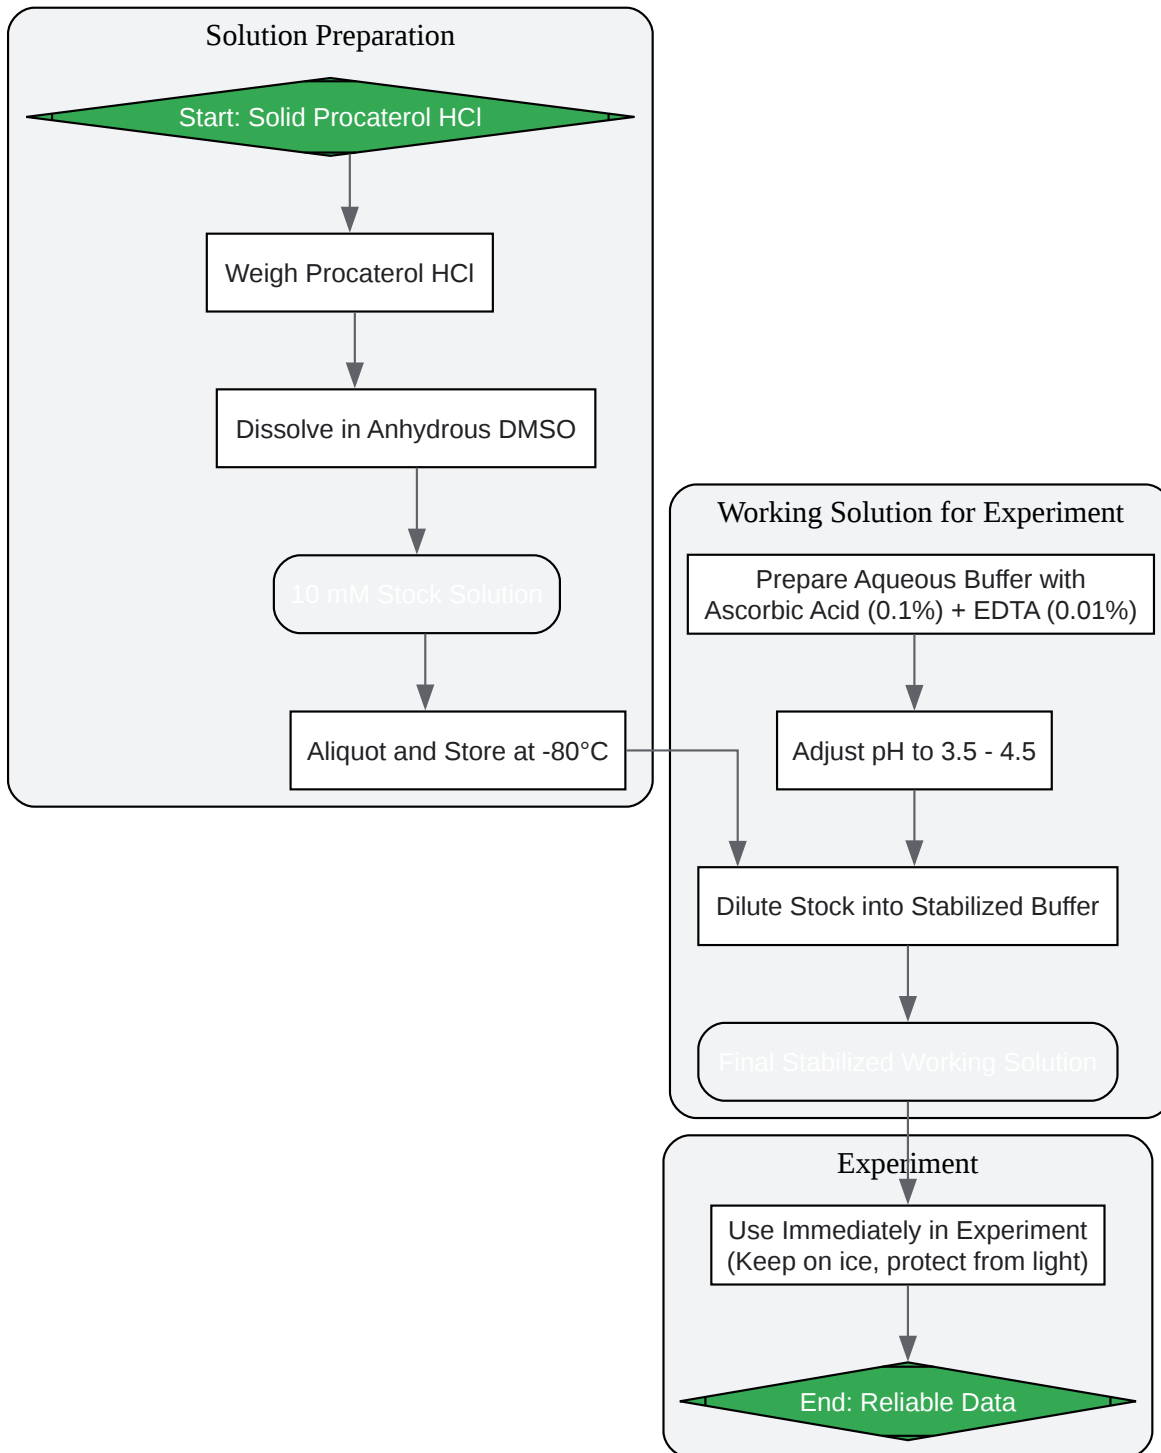 Solution Preparation
Start: Solid Procaterol HCl
Weigh Procaterol HCl
Dissolve in Anhydrous DMSO
10 mM Stock Solution
Aliquot and Store at -80°C
Working Solution for Experiment
Prepare Aqueous Buffer with
Ascorbic Acid (0.1%) + EDTA (0.01%)
Adjust pH to 3.5 - 4.5
Dilute Stock into Stabilized Buffer
Final Stabilized Working Solution
Experiment
Use Immediately in Experiment
(Keep on ice, protect from light)
End: Reliable Data